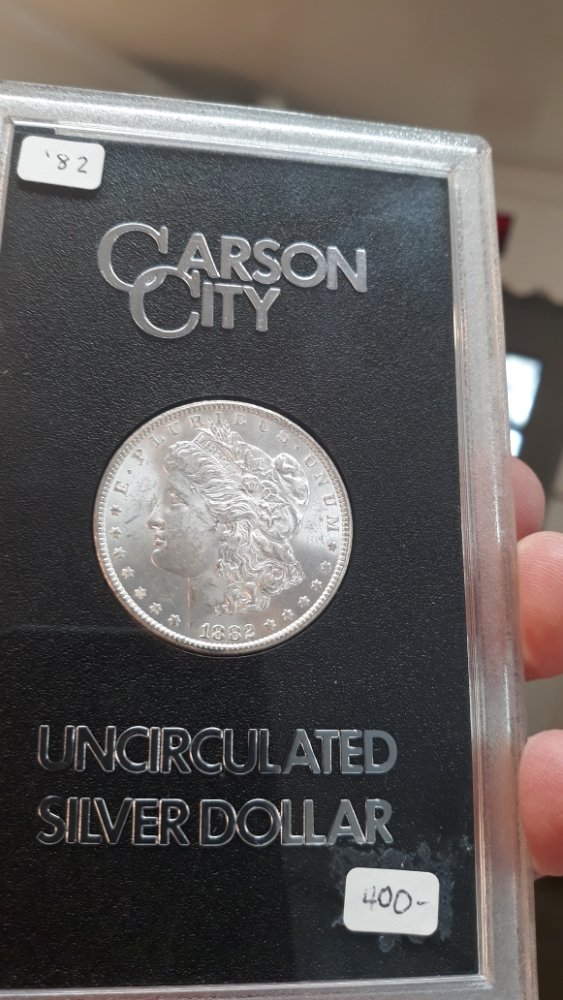 '82
CARSON
CITY
E · PLURIBUS · UNUM
1882
UNCIRCULATED
SILVER DOLLAR
400-